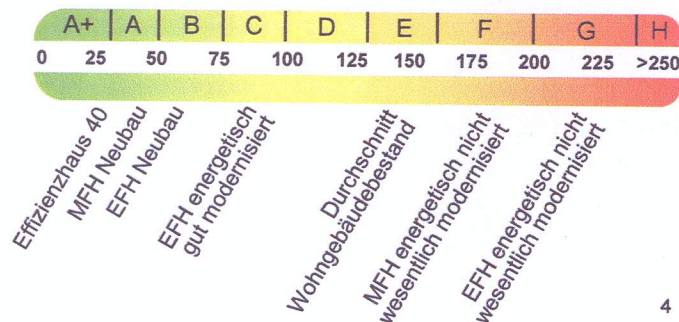 A+ A B C D E F G H
0 25 50 75 100 125 150 175 200 225 >250
Effizienzhaus 40
MFH Neubau
EFH Neubau
EFH energetisch
gut modernisiert
Durchschnitt
Wohngebäudebestand
MFH energetisch nicht
wesentlich modernisiert
EFH energetisch nicht
wesentlich modernisiert
4